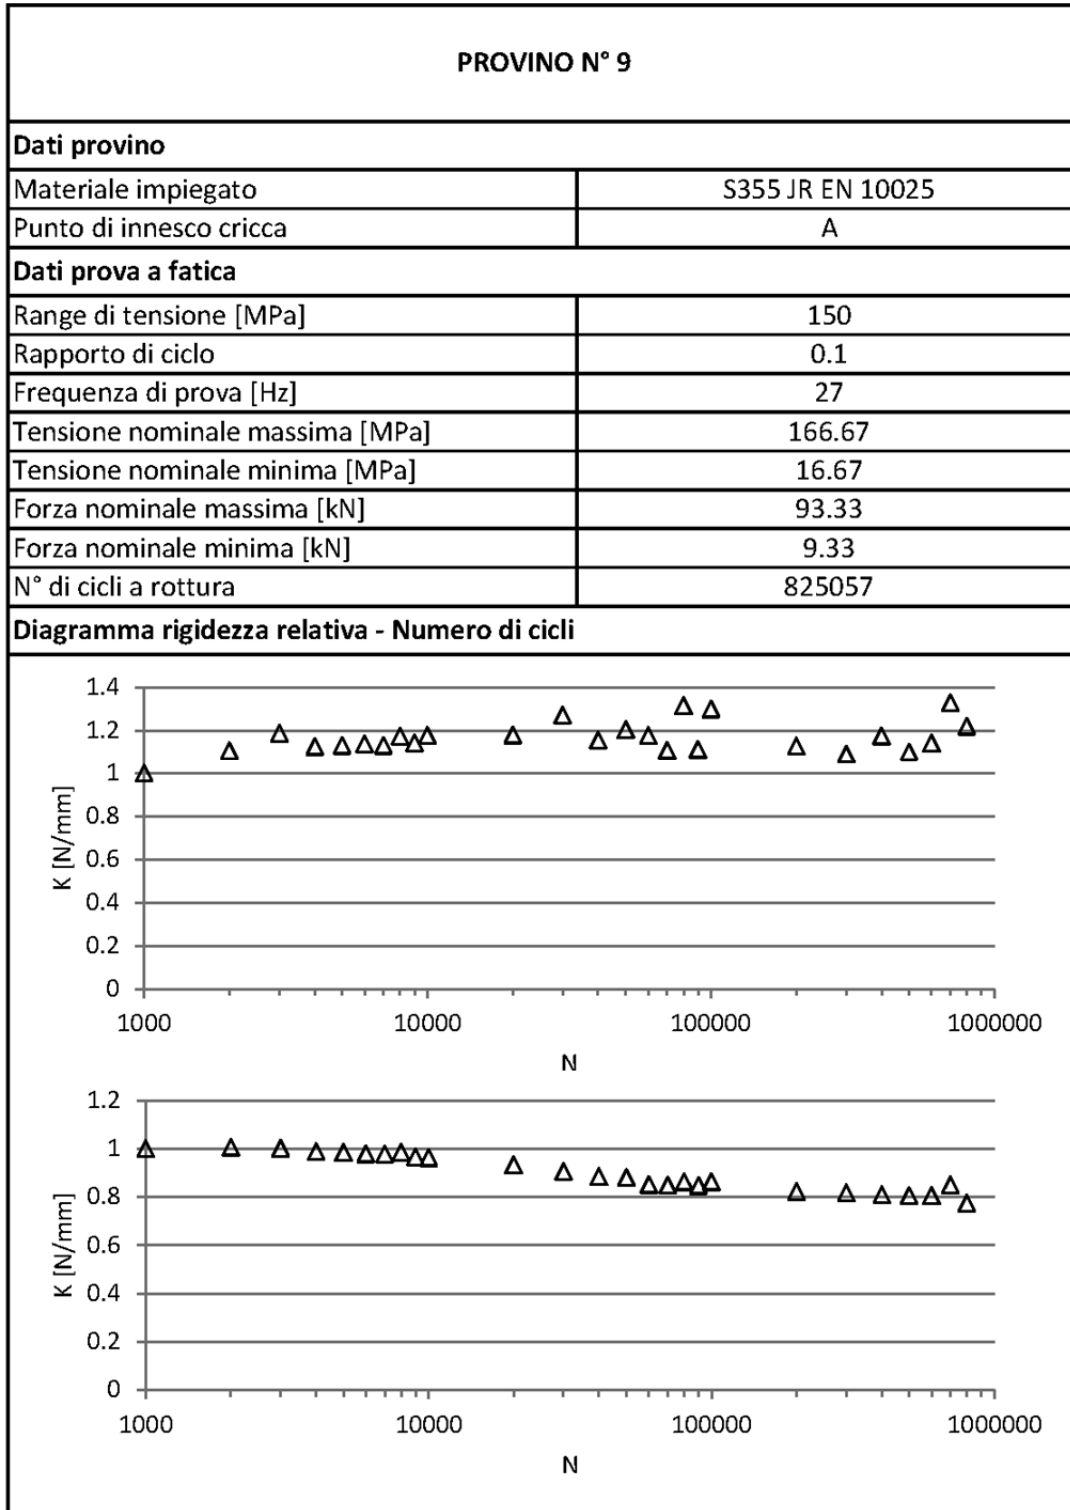 PROVINO N° 9
Dati provino
Materiale impiegato S355 JR EN 10025
Punto di innesco cricca A
Dati prova a fatica
Range di tensione [MPa] 150
Rapporto di ciclo 0.1
Frequenza di prova [Hz] 27
Tensione nominale massima [MPa] 166.67
Tensione nominale minima [MPa] 16.67
Forza nominale massima [kN] 93.33
Forza nominale minima [kN] 9.33
N° di cicli a rottura 825057
Diagramma rigidezza relativa - Numero di cicli
1.4
1.2
1
0.8
0.6
0.4
0.2
0
K [N/mm]
1000 10000 100000 1000000
N
1.2
1
0.8
0.6
0.4
0.2
0
K [N/mm]
1000 10000 100000 1000000
N